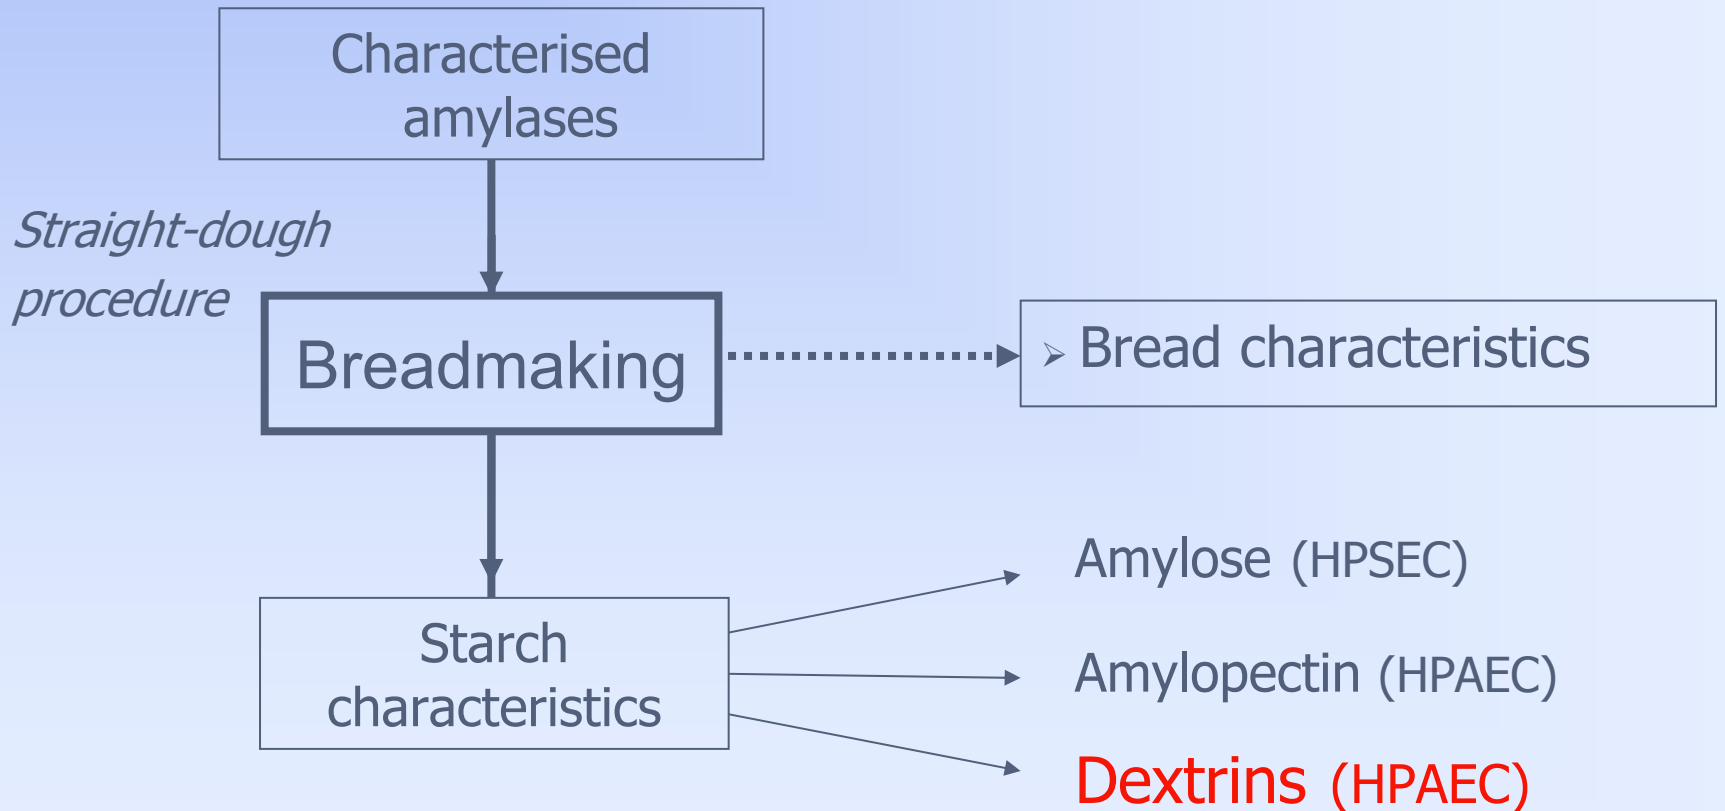 Characterised
amylases
Straight-dough
procedure
Breadmaking
➢ Bread characteristics
Starch
characteristics
Amylose (HPSEC)
Amylopectin (HPAEC)
Dextrins (HPAEC)